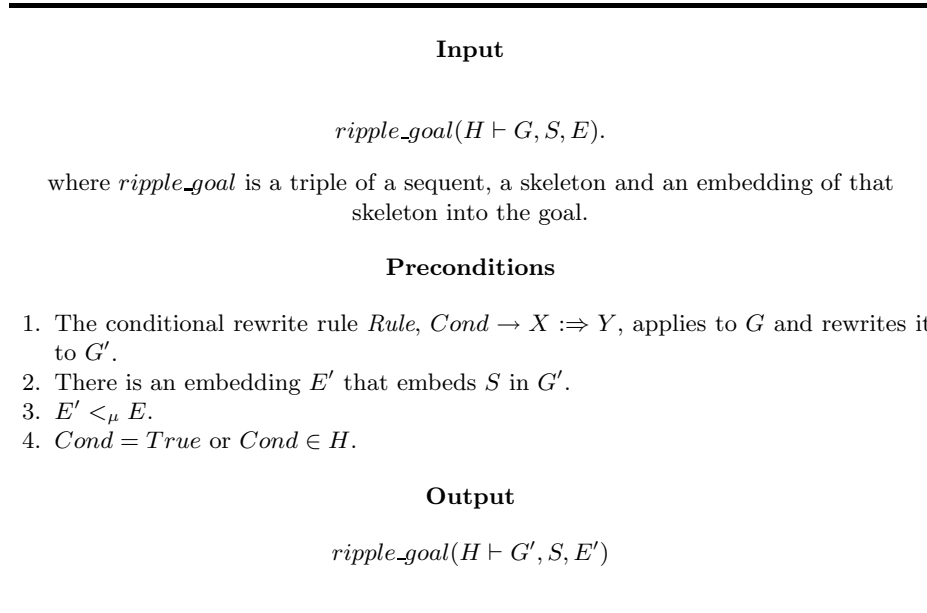 Input
ripple_goal(H ⊢ G, S, E).
where ripple_goal is a triple of a sequent, a skeleton and an embedding of that
skeleton into the goal.
Preconditions
1. The conditional rewrite rule Rule, Cond → X :⇒ Y, applies to G and rewrites it
to G′.
2. There is an embedding E′ that embeds S in G′.
3. E′ <μ E.
4. Cond = True or Cond ∈ H.
Output
ripple_goal(H ⊢ G′, S, E′)